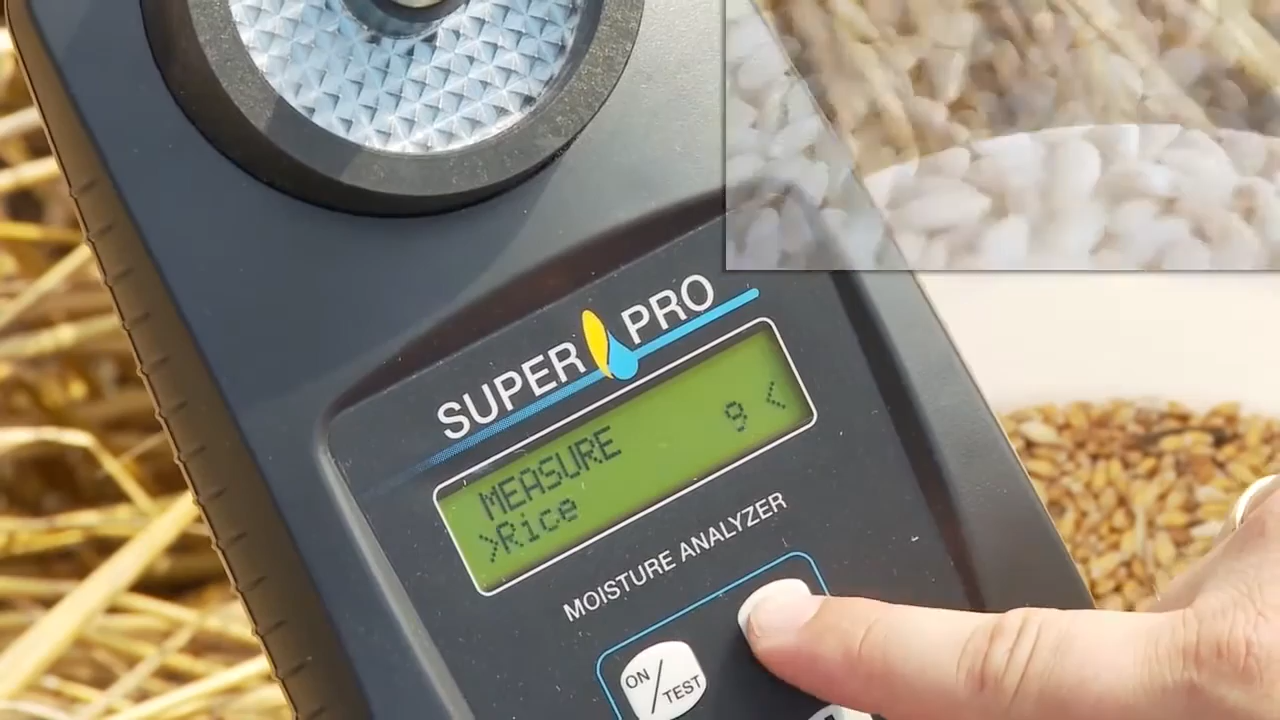 SUPER PRO
MEASURE 9 <
>Rice
MOISTURE ANALYZER
ON/TEST